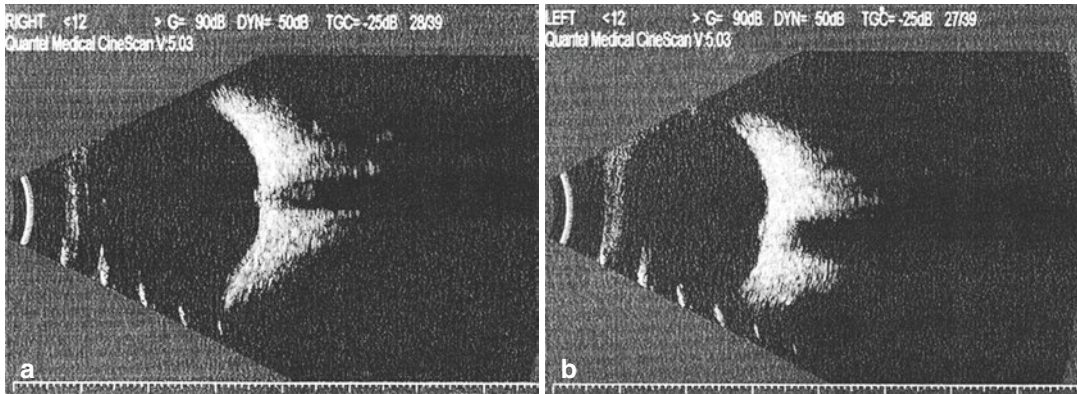 RIGHT <12 > G= 90dB DYN= 50dB TGC= -25dB 28/39
Quantel Medical CineScan V:5.03
a
LEFT <12 > G= 90dB DYN= 50dB TGC= -25dB 27/39
Quantel Medical CineScan V:5.03
b